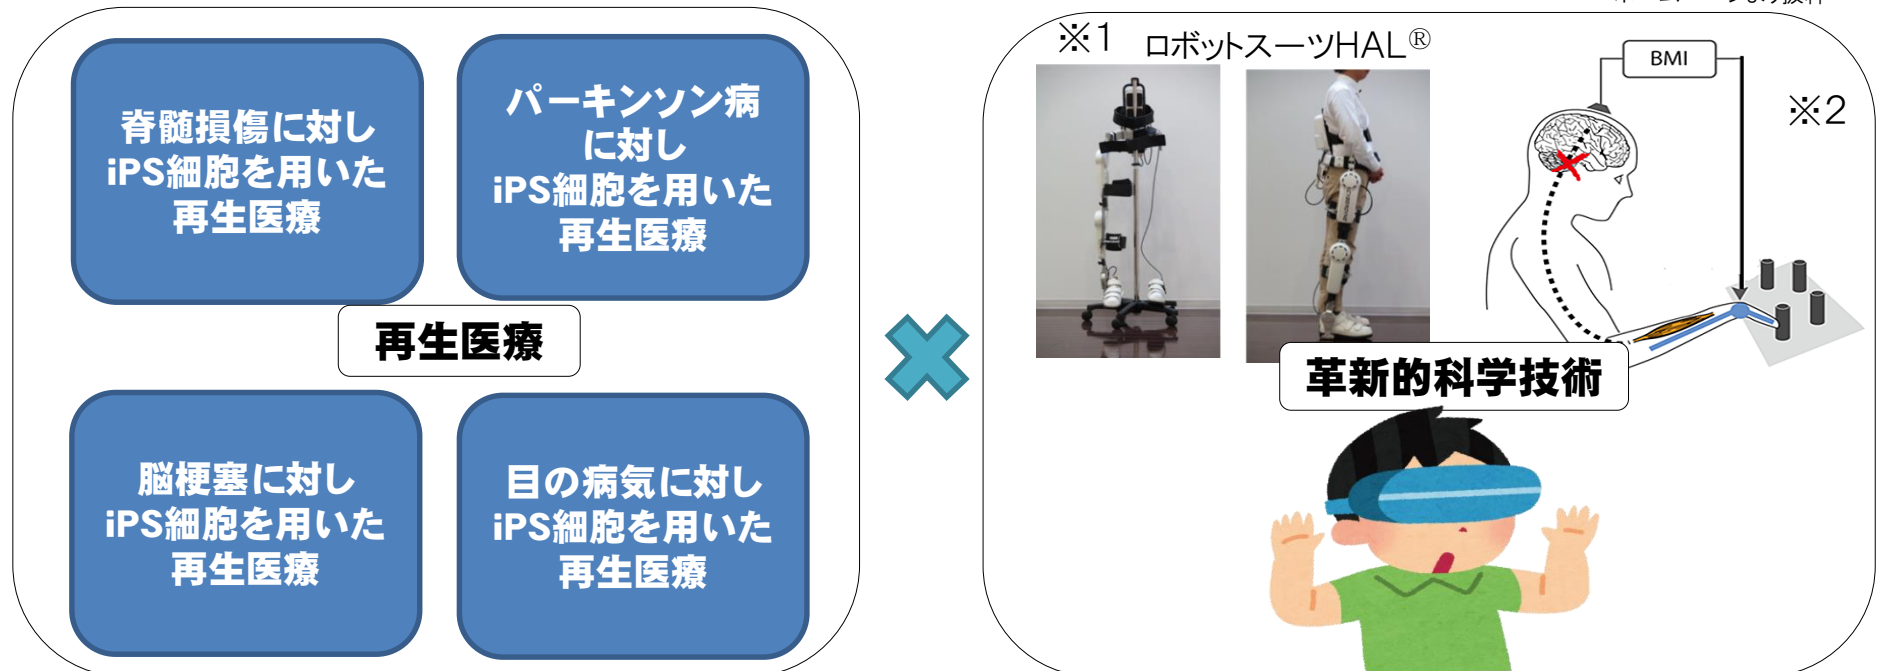 脊髄損傷に対し
iPS細胞を用いた
再生医療
パーキンソン病
に対し
iPS細胞を用いた
再生医療
再生医療
脳梗塞に対し
iPS細胞を用いた
再生医療
目の病気に対し
iPS細胞を用いた
再生医療
※1 ロボットスーツHAL®
BMI
※2
革新的科学技術